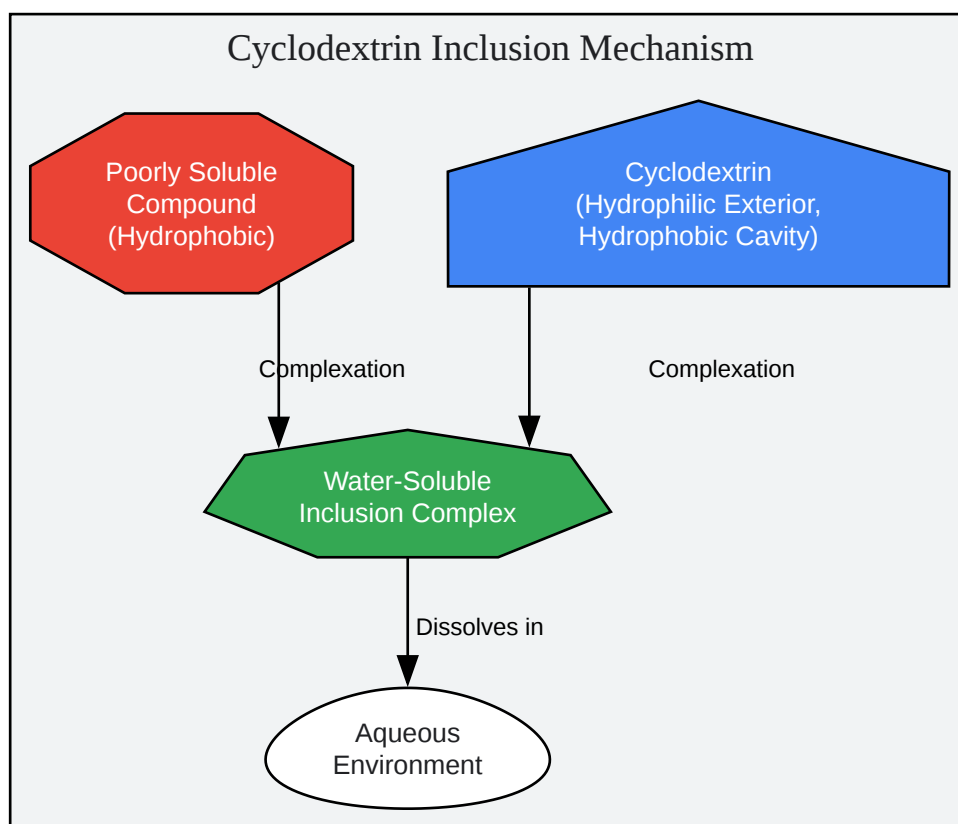 Cyclodextrin Inclusion Mechanism
Poorly Soluble
Compound
(Hydrophobic)
Cyclodextrin
(Hydrophilic Exterior,
Hydrophobic Cavity)
Complexation
Complexation
Water-Soluble
Inclusion Complex
Dissolves in
Aqueous
Environment